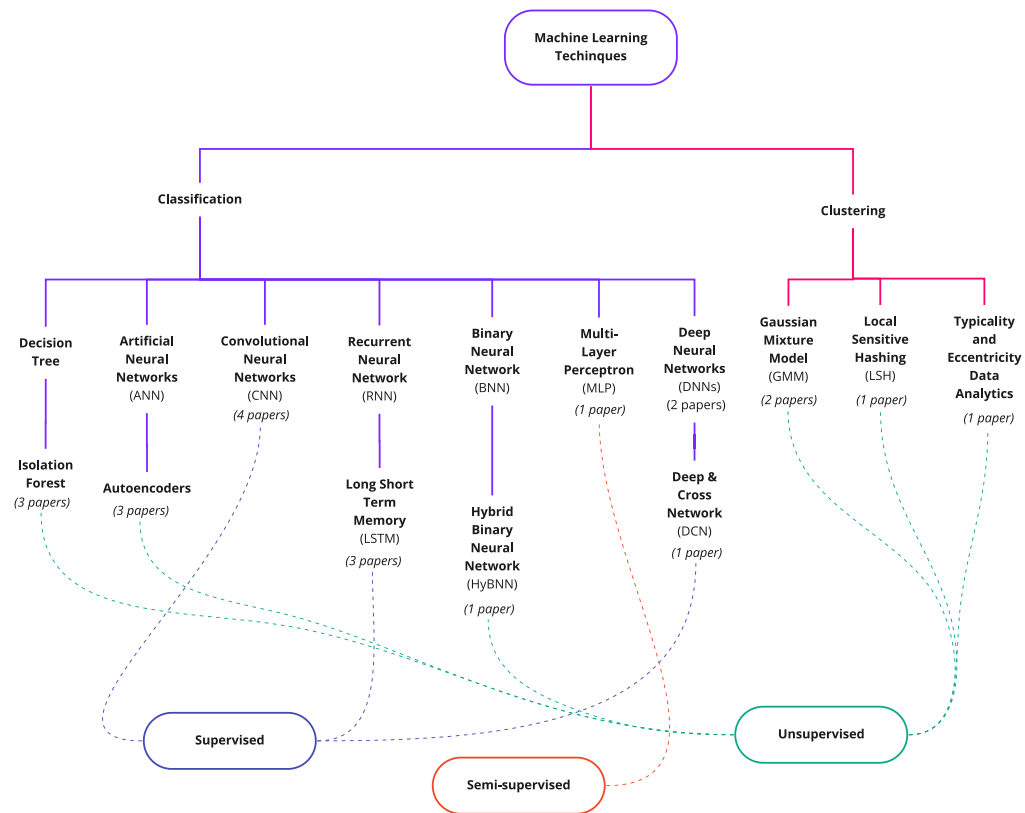 Machine Learning
Techinques
Classification
Clustering
Decision
Tree
Artificial
Neural
Networks
(ANN)
Convolutional
Neural
Networks
(CNN)
(4 papers)
Recurrent
Neural
Network
(RNN)
Binary
Neural
Network
(BNN)
Multi-
Layer
Perceptron
(MLP)
(1 paper)
Deep
Neural
Networks
(DNNs)
(2 papers)
Gaussian
Mixture
Model
(GMM)
(2 papers)
Local
Sensitive
Hashing
(LSH)
(1 paper)
Typicality
and
Eccentricity
Data
Analytics
(1 paper)
Isolation
Forest
(3 papers)
Autoencoders
(3 papers)
Long Short
Term
Memory
(LSTM)
(3 papers)
Hybrid
Binary
Neural
Network
(HyBNN)
(1 paper)
Deep &
Cross
Network
(DCN)
(1 paper)
Supervised
Semi-supervised
Unsupervised